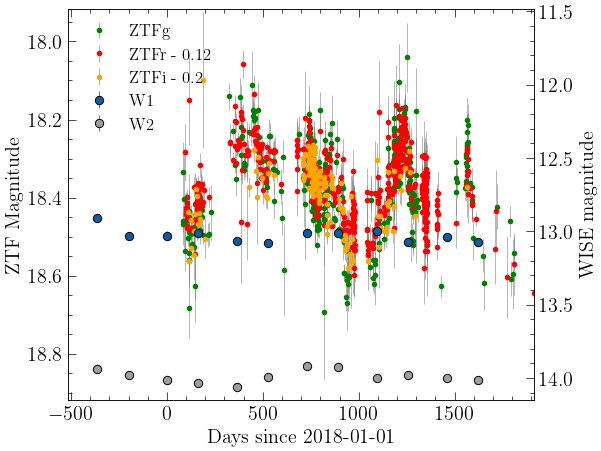 ZTFg
ZTFr - 0.12
ZTFi - 0.2
W1
W2
18.0
18.2
18.4
18.6
18.8
ZTF Magnitude
11.5
12.0
12.5
13.0
13.5
14.0
WISE magnitude
−500 0 500 1000 1500
Days since 2018-01-01